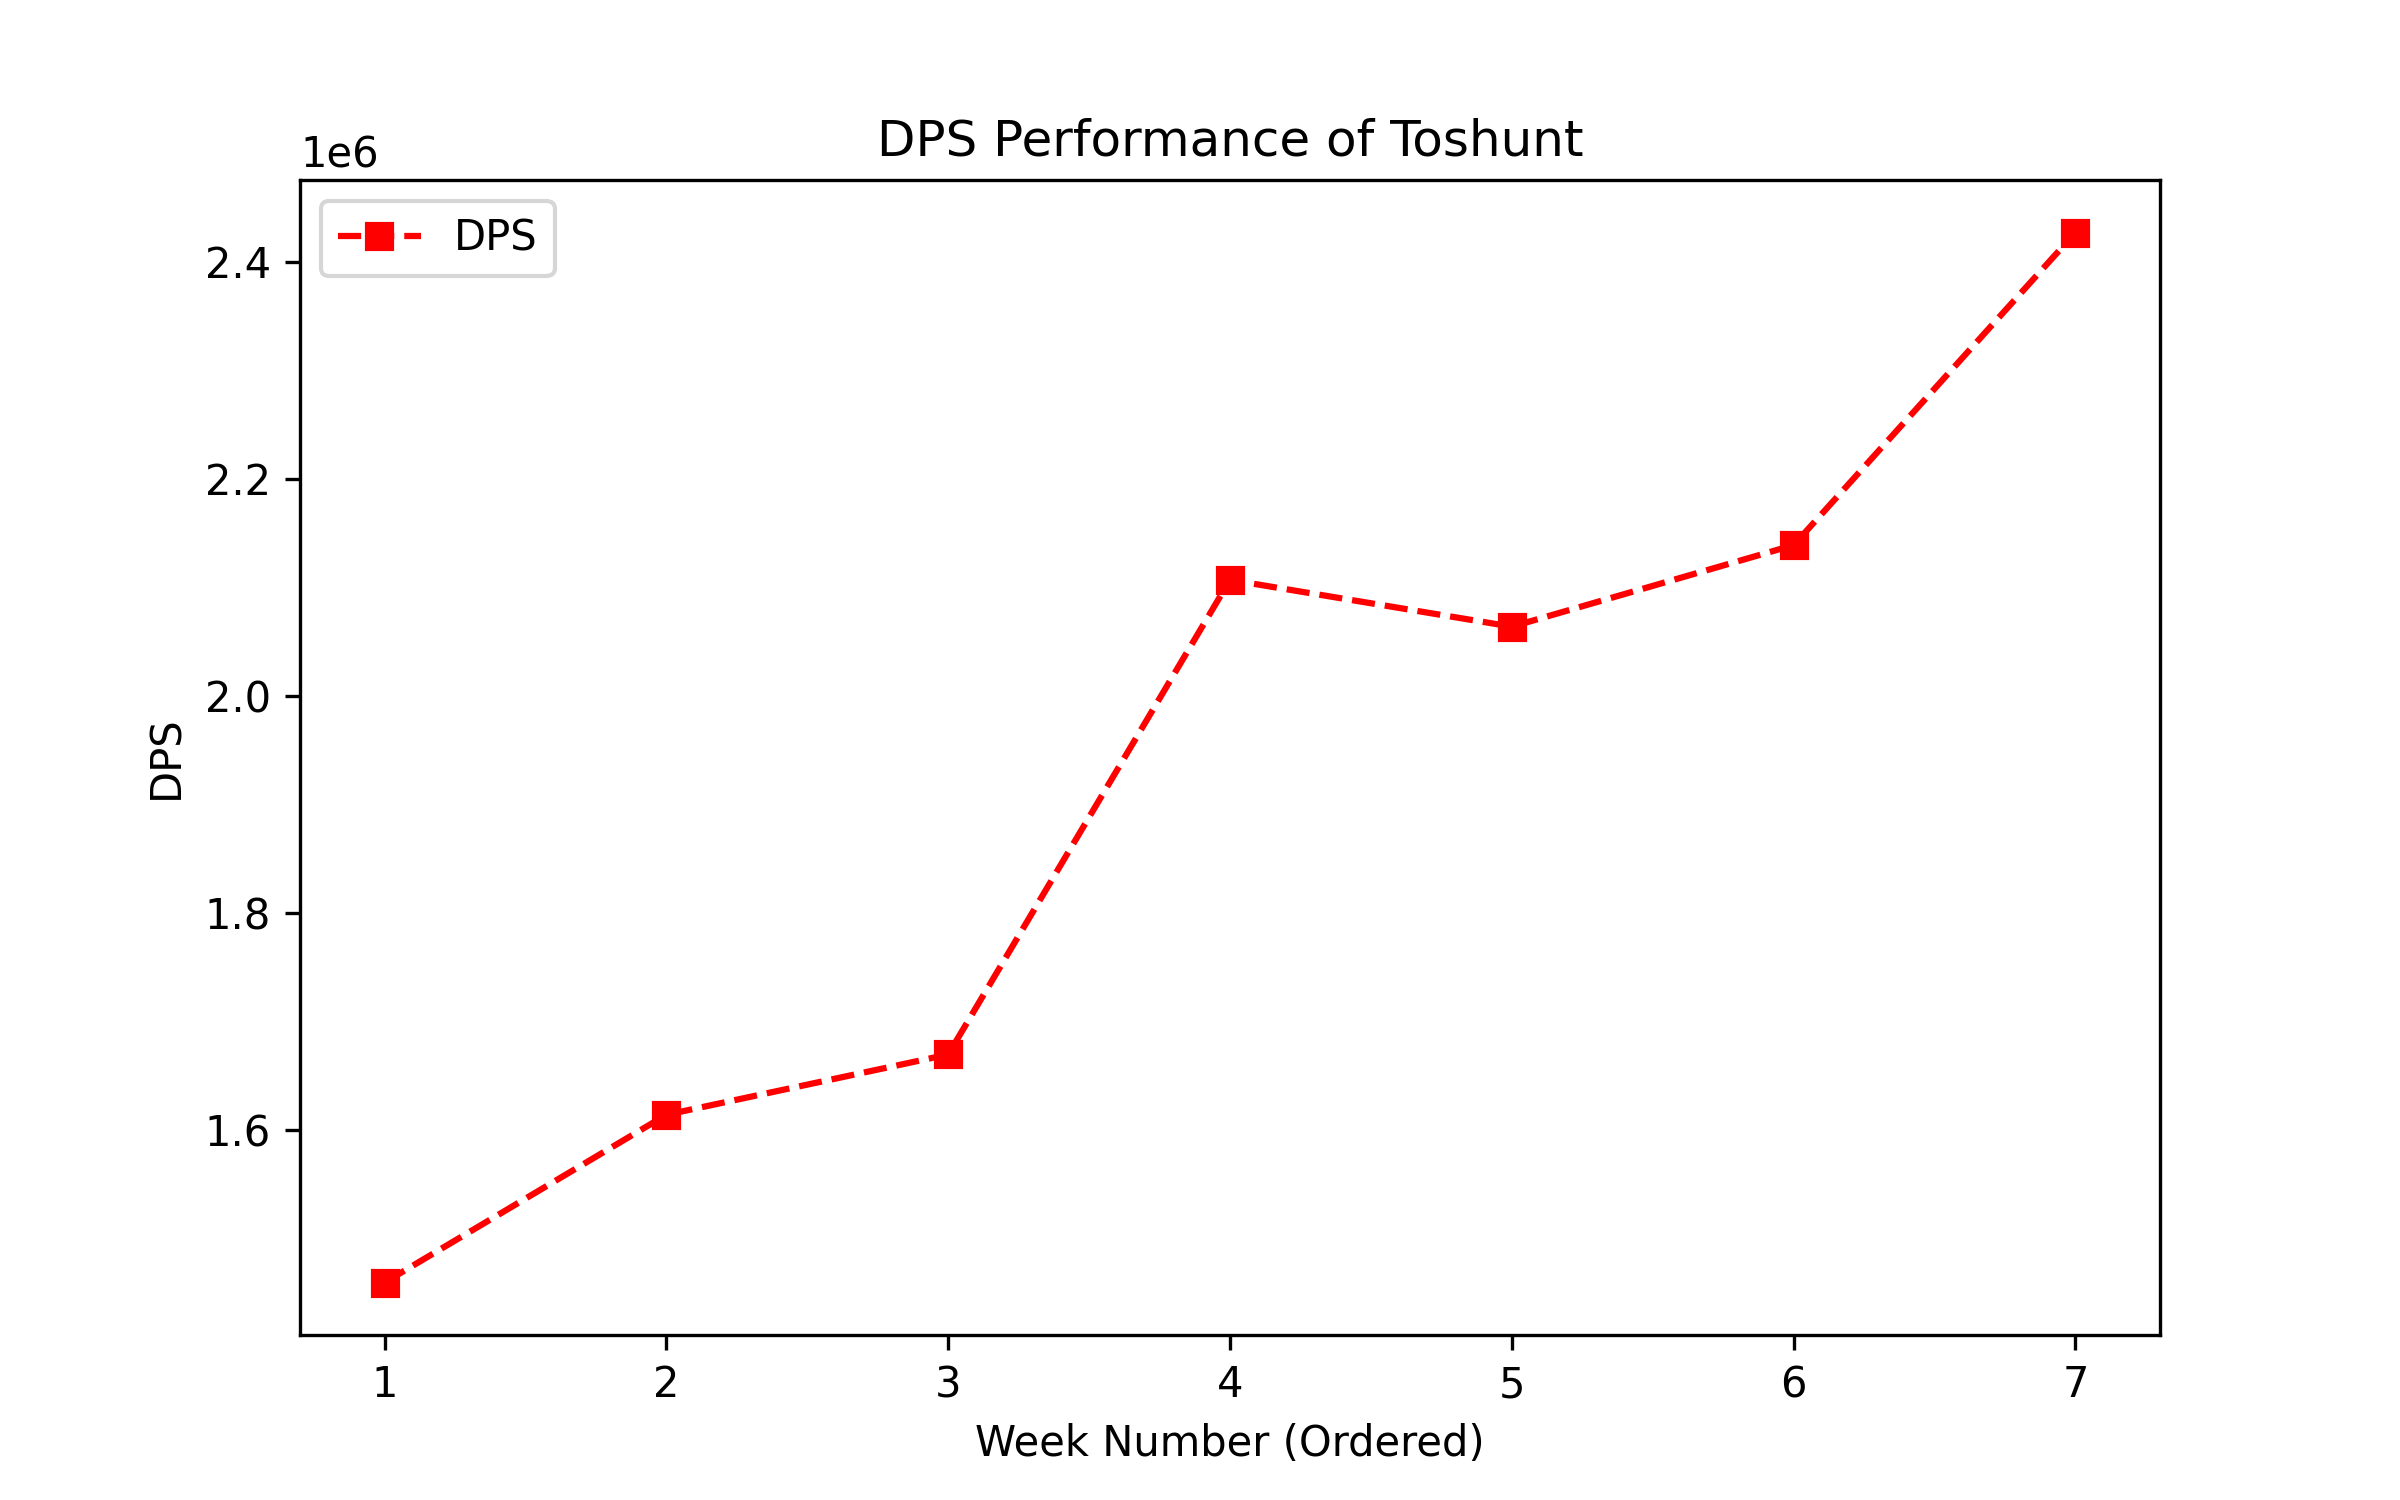 DPS Performance of Toshunt
1e6
DPS
2.4
2.2
2.0
1.8
1.6
DPS
1 2 3 4 5 6 7
Week Number (Ordered)